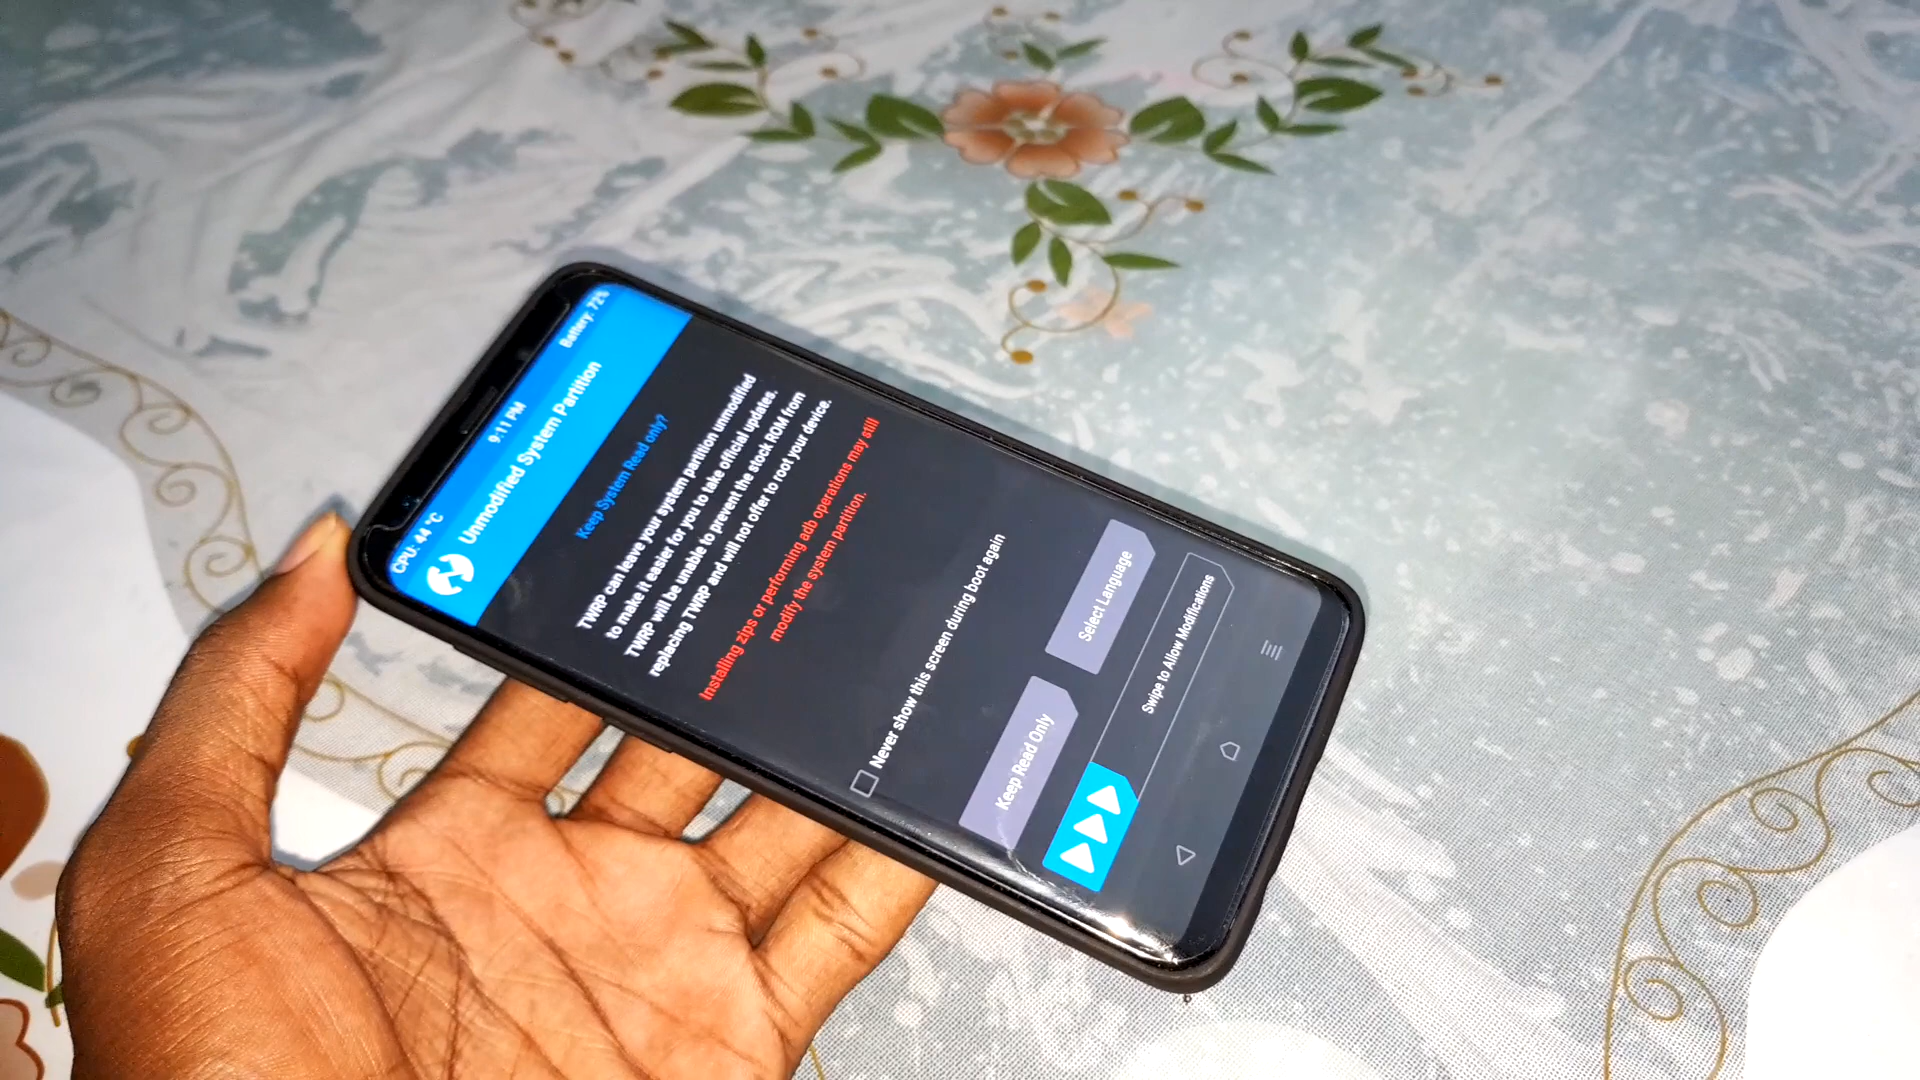 CPU: 44 °C 9:11 PM Battery: 72%
Unmodified System Partition
Keep System Read only?
TWRP can leave your system partition unmodified
to make it easier for you to take official updates.
TWRP will be unable to prevent the stock ROM from
replacing TWRP and will not offer to root your device.
Installing zips or performing adb operations may still
modify the system partition.
Never show this screen during boot again
Keep Read Only
Select Language
Swipe to Allow Modifications